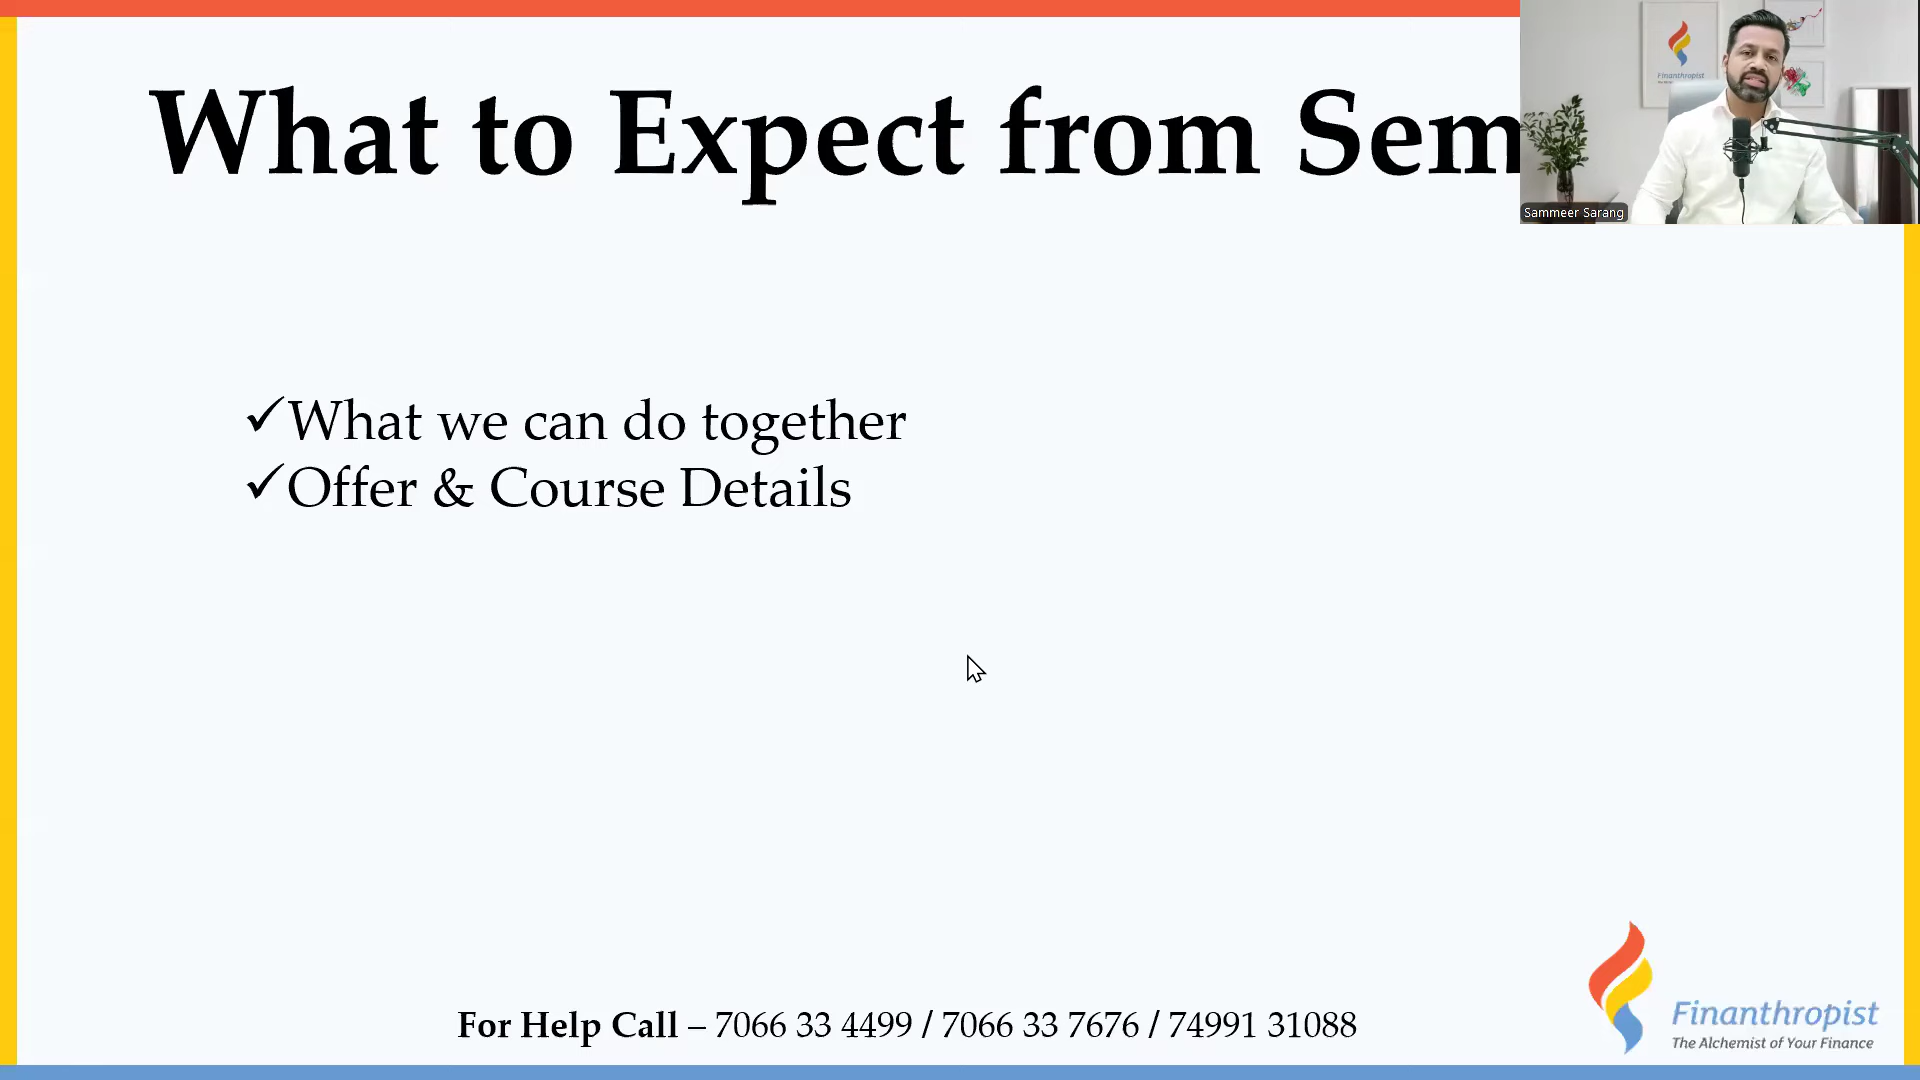 What to Expect from Sem
Finanthropist
Sammeer Sarang
✓What we can do together
✓Offer & Course Details
For Help Call – 7066 33 4499 / 7066 33 7676 / 74991 31088
Finanthropist
The Alchemist of Your Finance